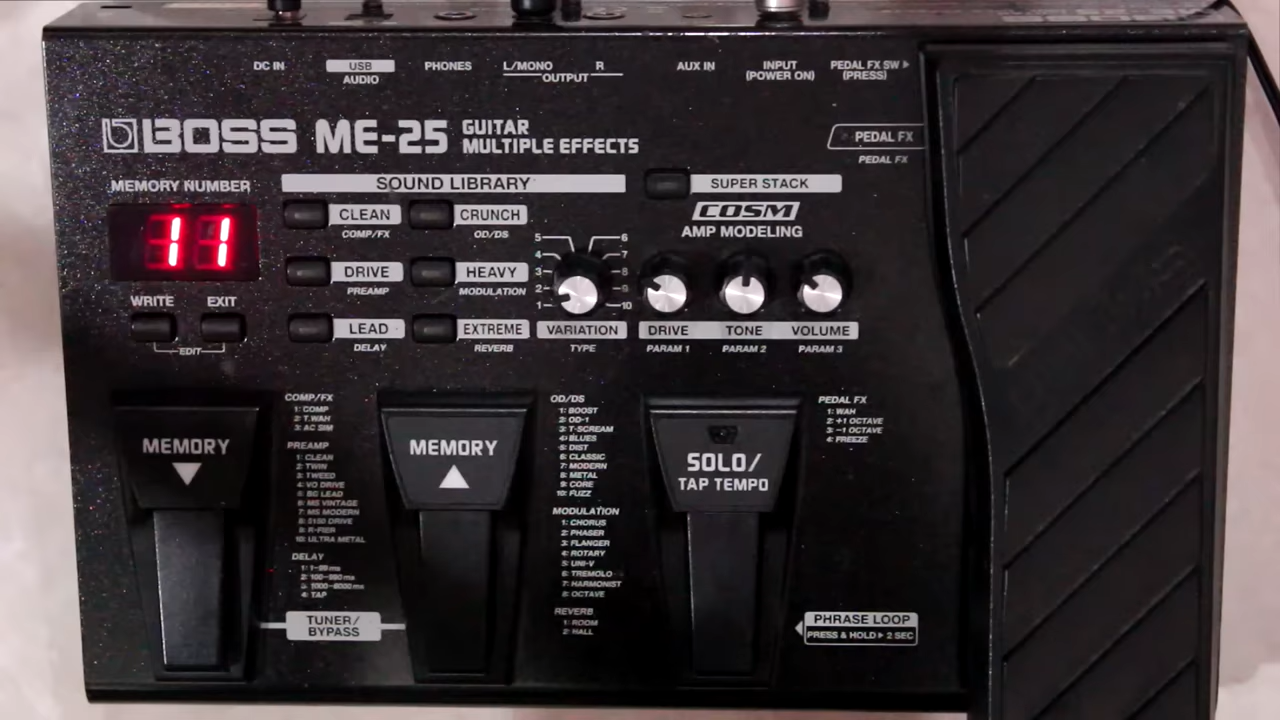 DC IN
USB
AUDIO
PHONES
L/MONO R
OUTPUT
AUX IN
INPUT
(POWER ON)
PEDAL FX SW
(PRESS)
BOSS ME-25 GUITAR
MULTIPLE EFFECTS
PEDAL FX
PEDAL FX
MEMORY NUMBER
SOUND LIBRARY
SUPER STACK
11
CLEAN
COMP/FX
CRUNCH
OD/DS
COSM
AMP MODELING
DRIVE
PREAMP
HEAVY
MODULATION
5 6
4 7
3 8
2 9
1 10
WRITE EXIT
EDIT
LEAD
DELAY
EXTREME
REVERB
VARIATION
TYPE
DRIVE
PARAM 1
TONE
PARAM 2
VOLUME
PARAM 3
MEMORY
COMP/FX
1: COMP
2: T.WAH
3: AC SIM
PREAMP
1: CLEAN
2: TWIN
3: TWEED
4: VO DRIVE
5: BG LEAD
6: MS VINTAGE
7: MS MODERN
8: 5150 DRIVE
9: R-FIER
10: ULTRA METAL
DELAY
1: 1-99 ms
2: 100-990 ms
3: 1000-6000 ms
4: TAP
TUNER/
BYPASS
MEMORY
OD/DS
1: BOOST
2: OD-1
3: T-SCREAM
4: BLUES
5: DIST
6: CLASSIC
7: MODERN
8: METAL
9: CORE
10: FUZZ
MODULATION
1: CHORUS
2: PHASER
3: FLANGER
4: ROTARY
5: UNI-V
6: TREMOLO
7: HARMONIST
8: OCTAVE
REVERB
1: ROOM
2: HALL
SOLO/
TAP TEMPO
PEDAL FX
1: WAH
2: +1 OCTAVE
3: -1 OCTAVE
4: FREEZE
PHRASE LOOP
PRESS & HOLD 2 SEC